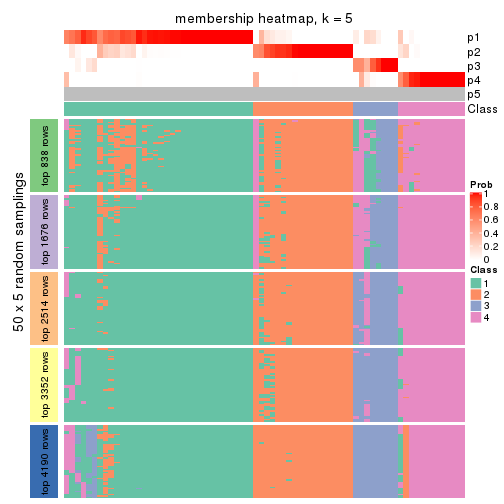 membership heatmap, k = 5
p1
p2
p3
p4
p5
Class
50 x 5 random samplings
top 838 rows
top 1676 rows
top 2514 rows
top 3352 rows
top 4190 rows
Prob
1
0.8
0.6
0.4
0.2
0
Class
1
2
3
4